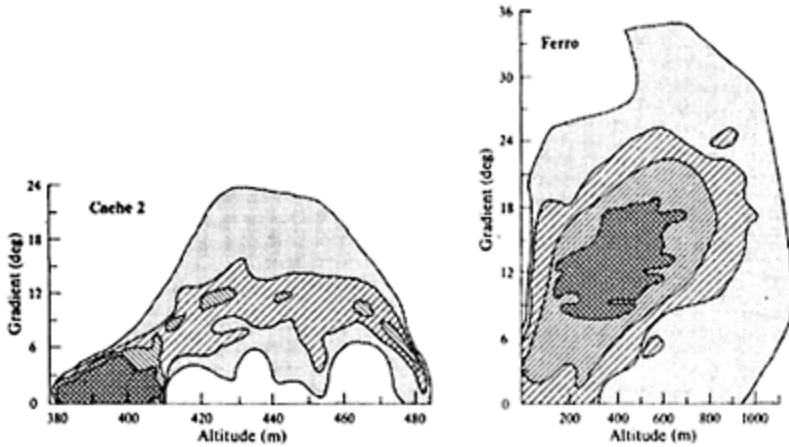 Cache 2
Gradient (deg)
24
18
12
6
0
380 400 420 440 460 480
Altitude (m)
Ferro
Gradient (deg)
36
30
24
18
12
6
0
200 400 600 800 1000
Altitude (m)